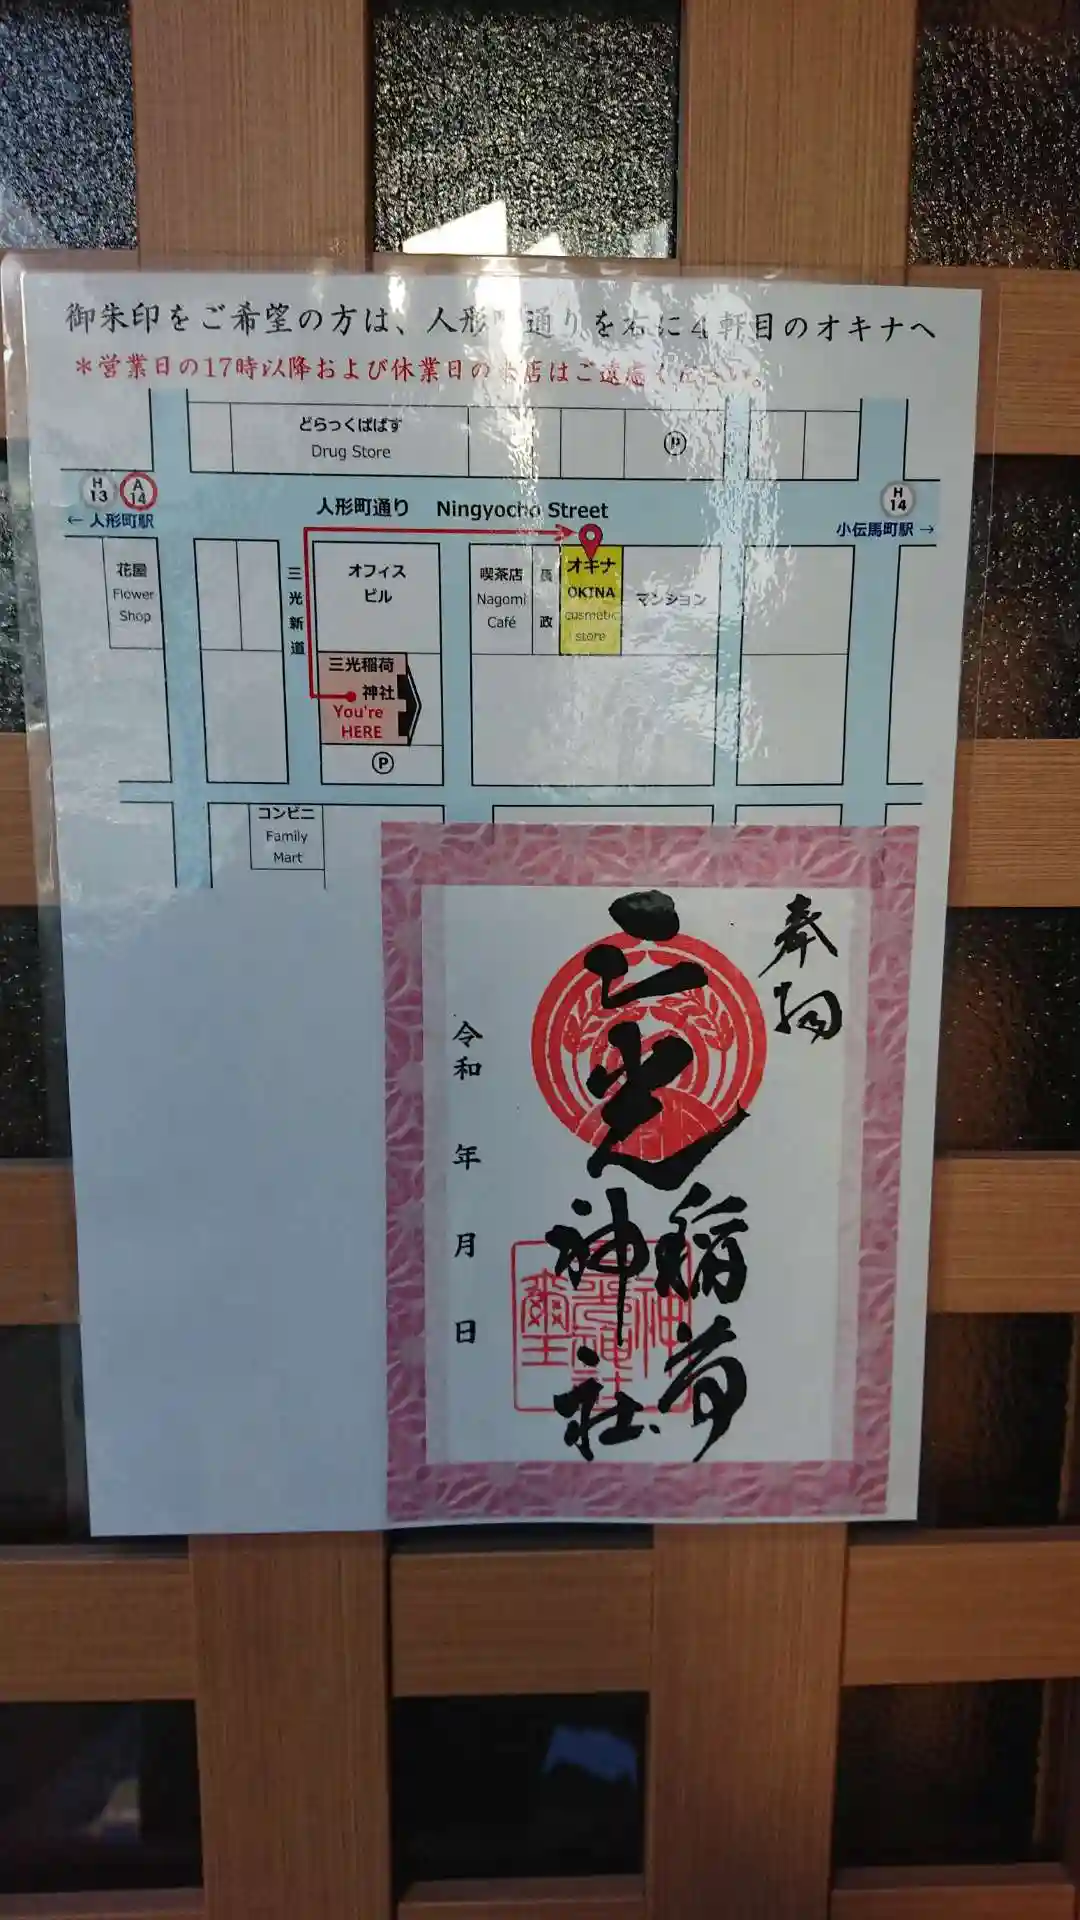 御朱印をご希望の方は、人形町通りを右に4軒目のオキナへ
＊営業日の17時以降および休業日の来店はご遠慮ください。
どらっくぱぱす
Drug Store
P
H
13
A
14
← 人形町駅
人形町通り Ningyocho Street
H
14
小伝馬町駅 →
花屋
Flower
Shop
三光新道
オフィス
ビル
喫茶店
Nagomi
Café
オキナ
OKINA
cosmetic
store
マンション
三光稲荷
神社
You're
HERE
P
コンビニ
Family
Mart
奉拝
三光稲荷神社
令和 年 月 日